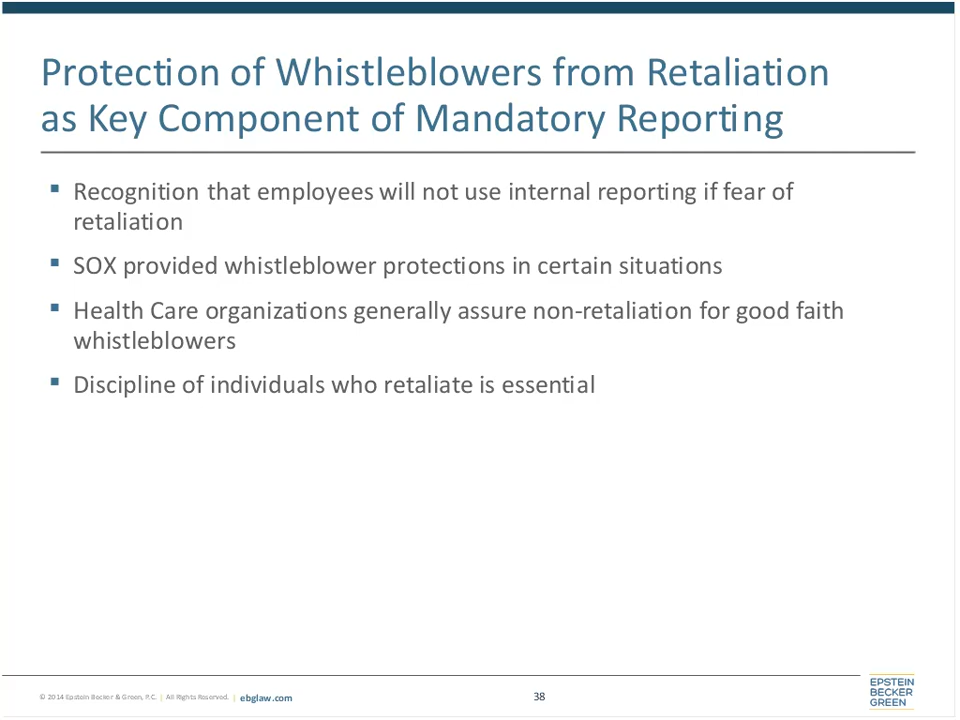 Protection of Whistleblowers from Retaliation
as Key Component of Mandatory Reporting
▪ Recognition that employees will not use internal reporting if fear of
retaliation
▪ SOX provided whistleblower protections in certain situations
▪ Health Care organizations generally assure non-retaliation for good faith
whistleblowers
▪ Discipline of individuals who retaliate is essential
© 2014 Epstein Becker & Green, P.C. | All Rights Reserved. | ebglaw.com
38
EPSTEIN
BECKER
GREEN